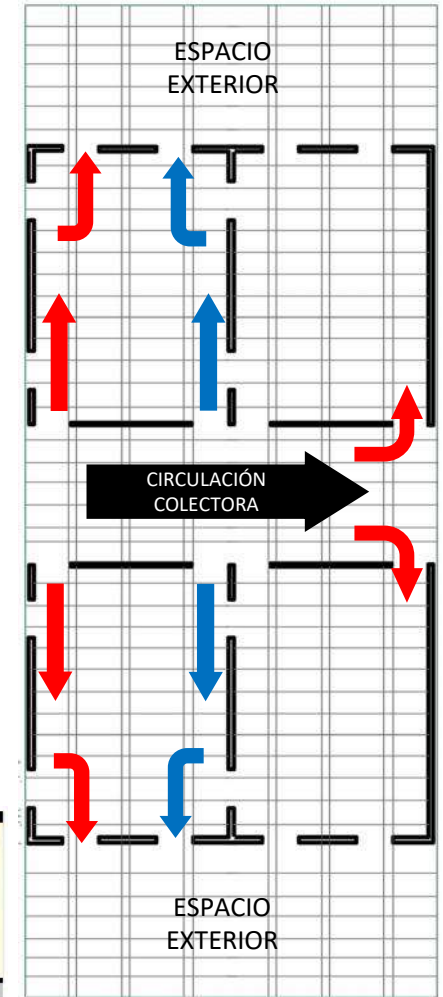 ESPACIO
EXTERIOR
CIRCULACIÓN
COLECTORA
ESPACIO
EXTERIOR